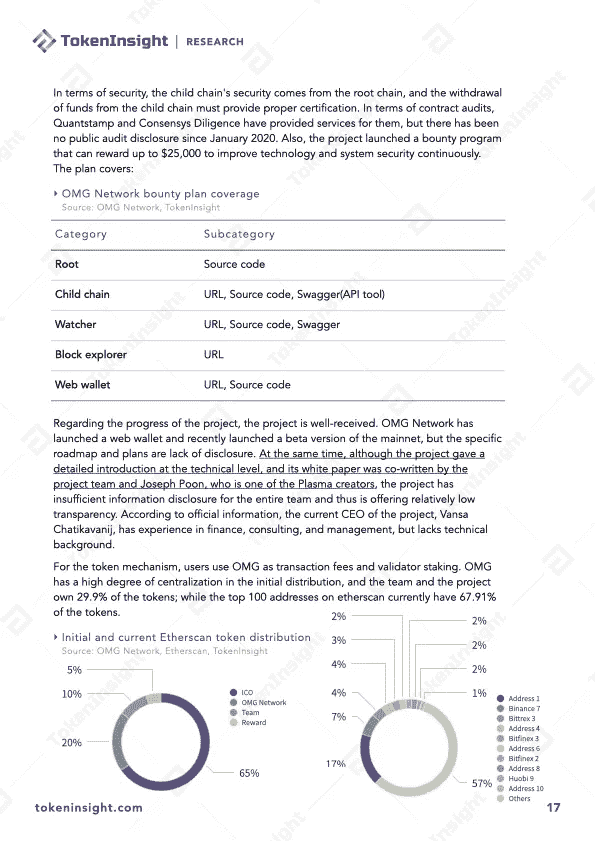 TokenInsight | RESEARCH
In terms of security, the child chain's security comes from the root chain, and the withdrawal
of funds from the child chain must provide proper certification. In terms of contract audits,
Quantstamp and Consensys Diligence have provided services for them, but there has been
no public audit disclosure since January 2020. Also, the project launched a bounty program
that can reward up to $25,000 to improve technology and system security continuously.
The plan covers:
OMG Network bounty plan coverage
Source: OMG Network, TokenInsight
Category Subcategory
Root Source code
Child chain URL, Source code, Swagger(API tool)
Watcher URL, Source code, Swagger
Block explorer URL
Web wallet URL, Source code
Regarding the progress of the project, the project is well-received. OMG Network has
launched a web wallet and recently launched a beta version of the mainnet, but the specific
roadmap and plans are lack of disclosure. At the same time, although the project gave a
detailed introduction at the technical level, and its white paper was co-written by the
project team and Joseph Poon, who is one of the Plasma creators, the project has
insufficient information disclosure for the entire team and thus is offering relatively low
transparency. According to official information, the current CEO of the project, Vansa
Chatikavanij, has experience in finance, consulting, and management, but lacks technical
background.
For the token mechanism, users use OMG as transaction fees and validator staking. OMG
has a high degree of centralization in the initial distribution, and the team and the project
own 29.9% of the tokens; while the top 100 addresses on etherscan currently have 67.91%
of the tokens.
Initial and current Etherscan token distribution
Source: OMG Network, Etherscan, TokenInsight
5%
10%
20%
65%
ICO
OMG Network
Team
Reward
2%
3%
4%
4%
7%
17%
2%
2%
2%
1%
57%
Address 1
Binance 7
Bittrex 3
Address 4
Bitfinex 3
Address 6
Bitfinex 2
Address 8
Huobi 9
Address 10
Others
tokeninsight.com 17